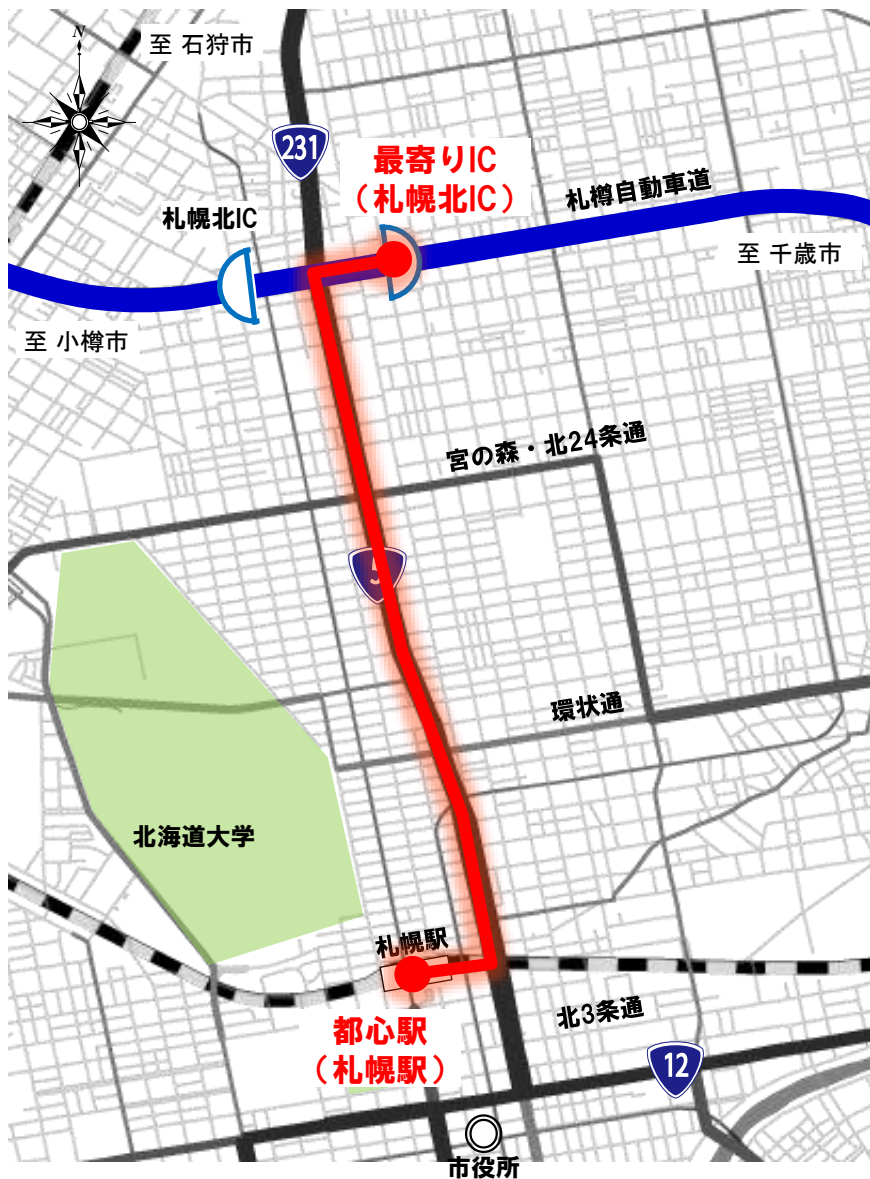 N
至 石狩市
231
最寄りIC
（札幌北IC）
札樽自動車道
札幌北IC
至 千歳市
至 小樽市
宮の森・北24条通
5
環状通
北海道大学
札幌駅
北3条通
都心駅
（札幌駅）
12
市役所